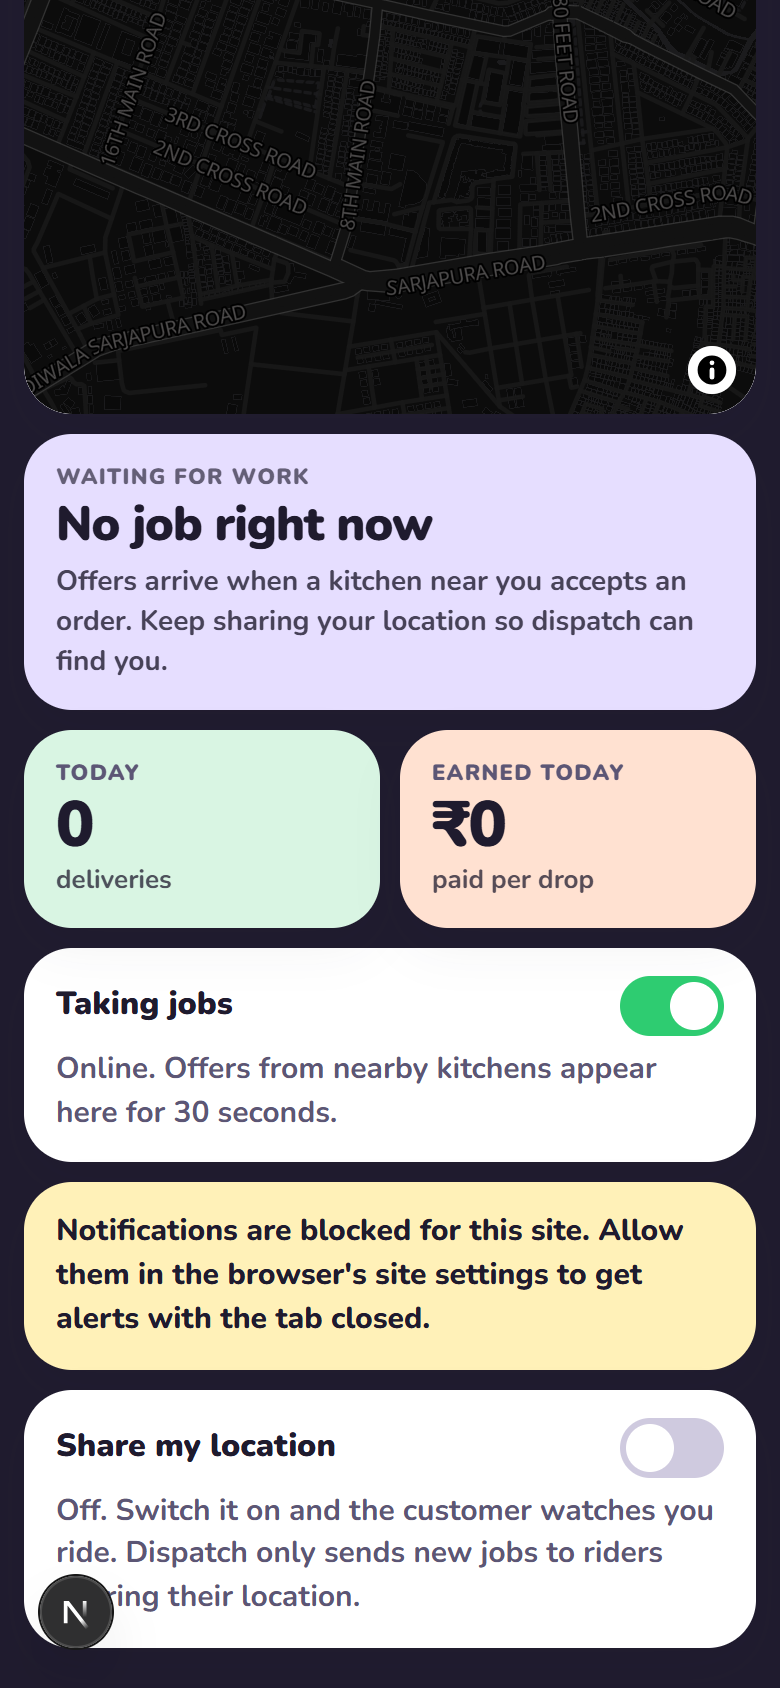 16TH MAIN ROAD
3RD CROSS ROAD
2ND CROSS ROAD
8TH MAIN ROAD
80 FEET ROAD
ROAD
2ND CROSS ROAD
SARJAPURA ROAD
SARJAPURA ROAD
WAITING FOR WORK
No job right now
Offers arrive when a kitchen near you accepts an
order. Keep sharing your location so dispatch can
find you.
TODAY
0
deliveries
EARNED TODAY
₹0
paid per drop
Taking jobs
Online. Offers from nearby kitchens appear
here for 30 seconds.
Notifications are blocked for this site. Allow
them in the browser's site settings to get
alerts with the tab closed.
Share my location
Off. Switch it on and the customer watches you
ride. Dispatch only sends new jobs to riders
their location.
N